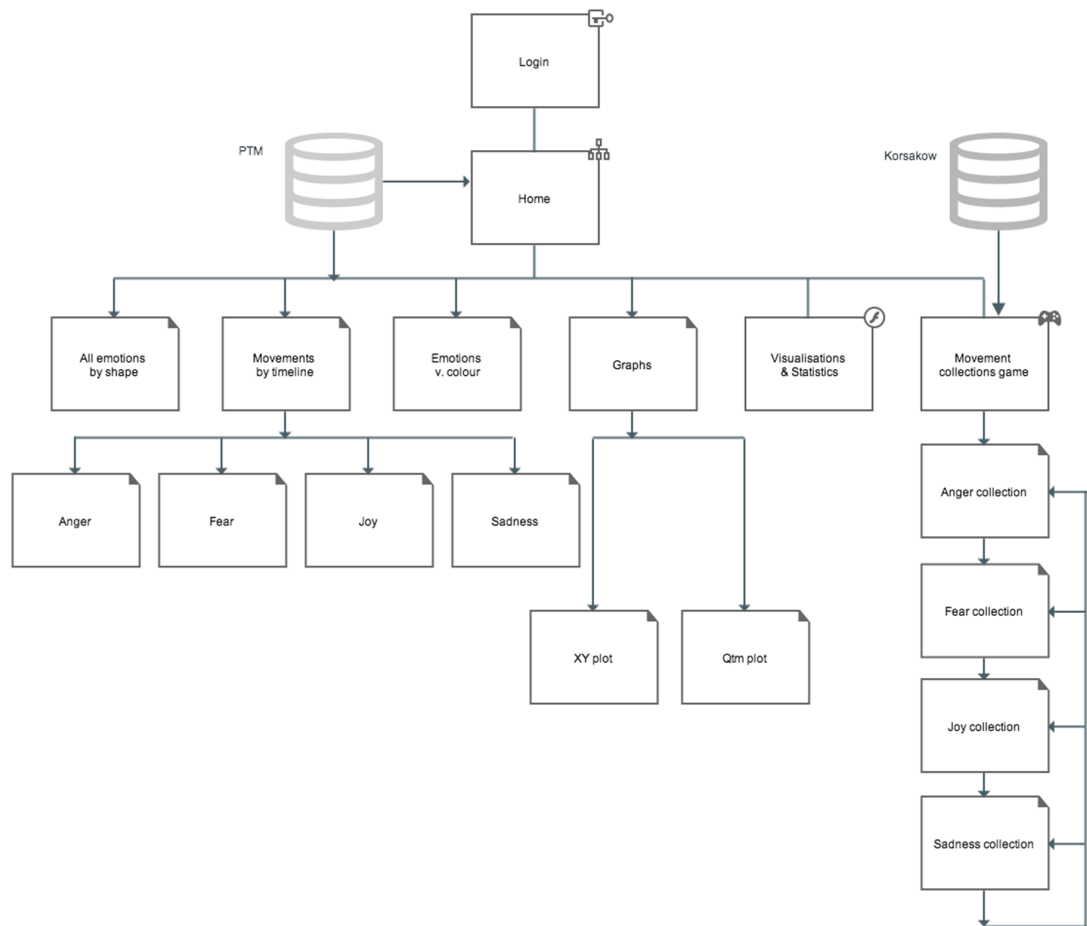 Login
PTM
Korsakow
Home
All emotions
by shape
Movements
by timeline
Emotions
v. colour
Graphs
Visualisations
& Statistics
Movement
collections game
Anger collection
Anger
Fear
Joy
Sadness
Fear collection
XY plot
Qtm plot
Joy collection
Sadness collection